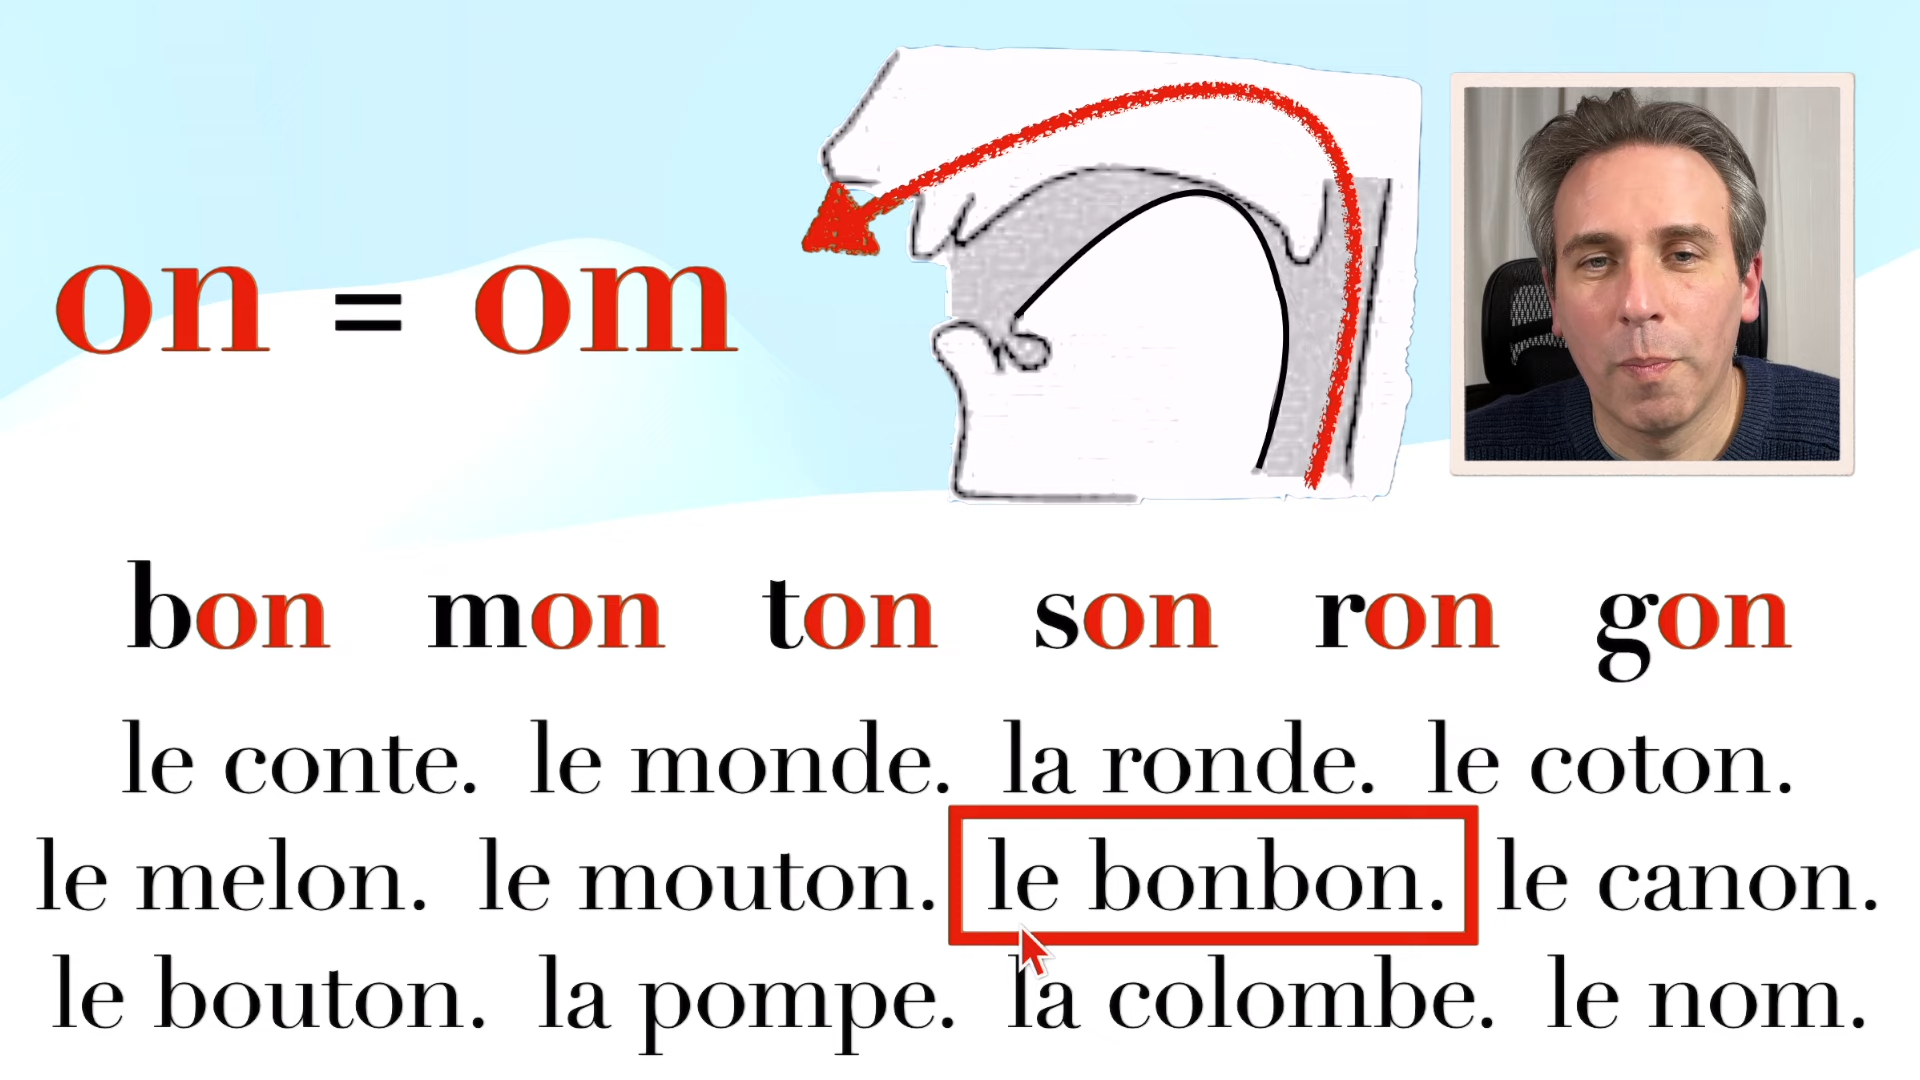 on = om
bon mon ton son ron gon
le conte. le monde. la ronde. le coton.
le melon. le mouton. le bonbon. le canon.
le bouton. la pompe. la colombe. le nom.